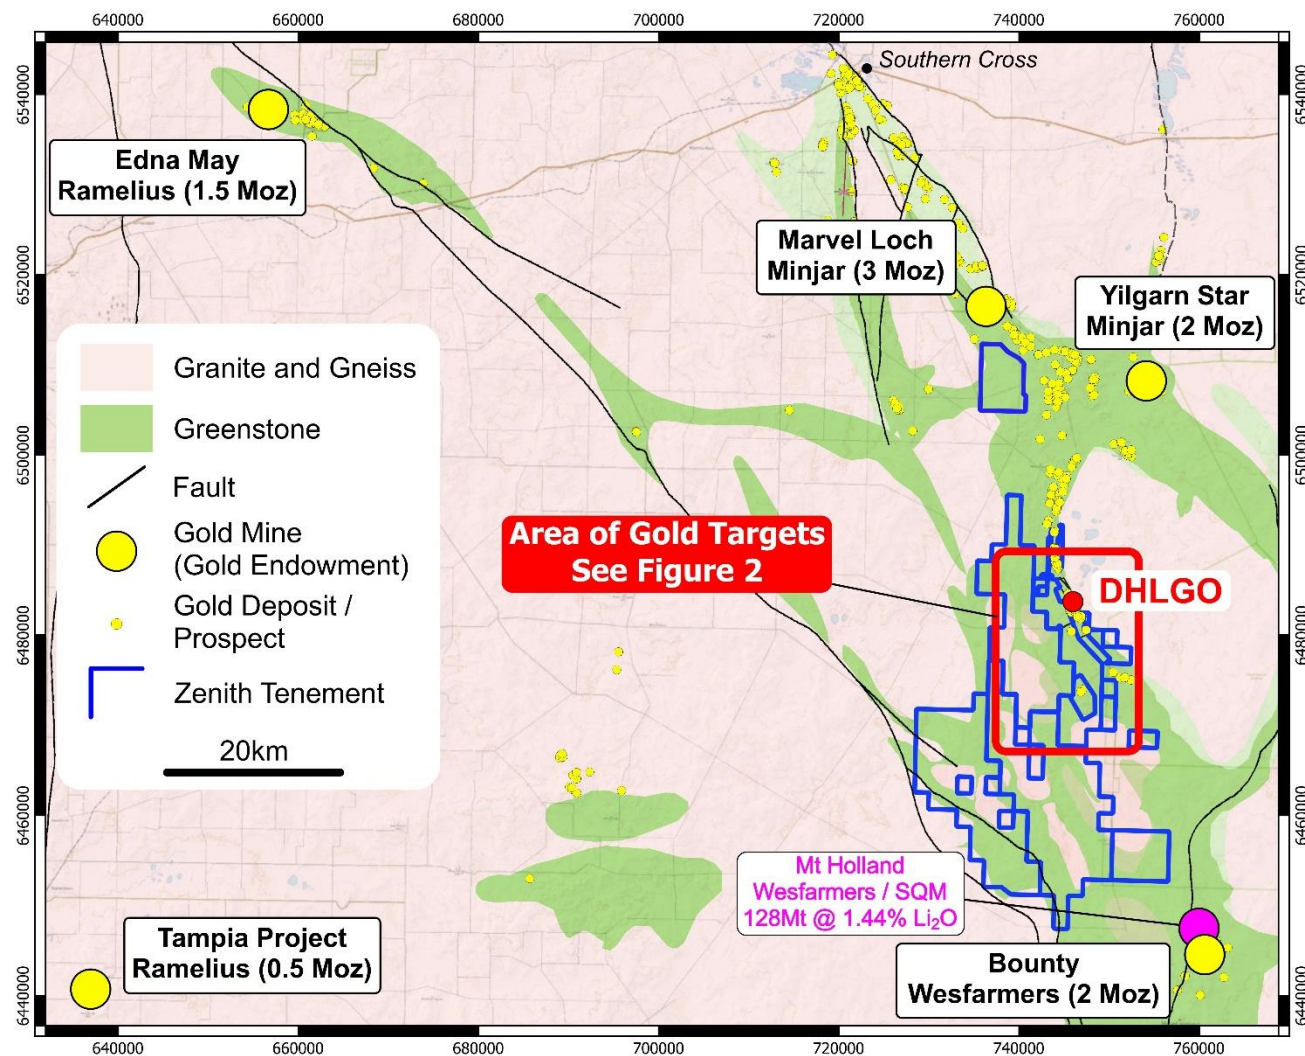 640000 660000 680000 700000 720000 740000 760000
6540000
6520000
6500000
6480000
6460000
6440000
6540000
6520000
6500000
6480000
6460000
6440000
Southern Cross
Edna May
Ramelius (1.5 Moz)
Marvel Loch
Minjar (3 Moz)
Yilgarn Star
Minjar (2 Moz)
Granite and Gneiss
Greenstone
Fault
Gold Mine
(Gold Endowment)
Gold Deposit /
Prospect
Zenith Tenement
20km
Area of Gold Targets
See Figure 2
DHLGO
Mt Holland
Wesfarmers / SQM
128Mt @ 1.44% Li₂O
Tampia Project
Ramelius (0.5 Moz)
Bounty
Wesfarmers (2 Moz)
640000 660000 680000 700000 720000 740000 760000